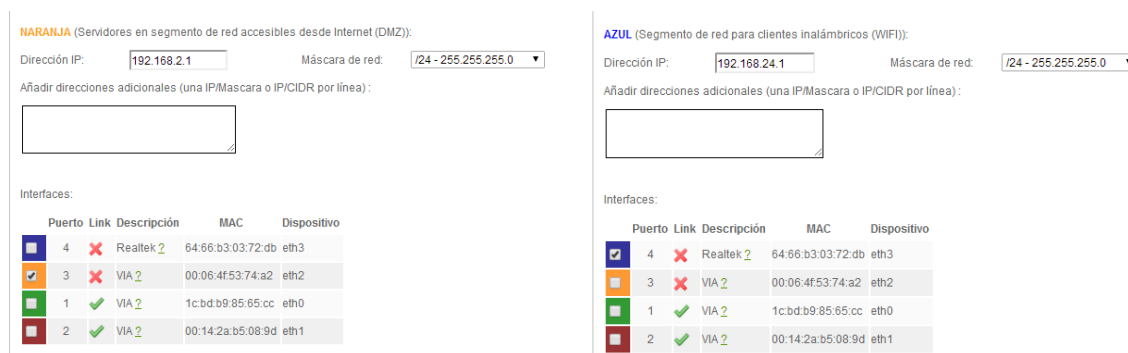 NARANJA (Servidores en segmento de red accesibles desde Internet (DMZ)):
Dirección IP: 192.168.2.1 Máscara de red: /24 - 255.255.255.0
Añadir direcciones adicionales (una IP/Mascara o IP/CIDR por línea) :
Interfaces:
Puerto Link Descripción MAC Dispositivo
4 Realtek ? 64:66:b3:03:72:db eth3
3 VIA ? 00:06:4f:53:74:a2 eth2
1 VIA ? 1c:bd:b9:85:65:cc eth0
2 VIA ? 00:14:2a:b5:08:9d eth1
AZUL (Segmento de red para clientes inalámbricos (WIFI)):
Dirección IP: 192.168.24.1 Máscara de red: /24 - 255.255.255.0
Añadir direcciones adicionales (una IP/Mascara o IP/CIDR por línea) :
Interfaces:
Puerto Link Descripción MAC Dispositivo
4 Realtek ? 64:66:b3:03:72:db eth3
3 VIA ? 00:06:4f:53:74:a2 eth2
1 VIA ? 1c:bd:b9:85:65:cc eth0
2 VIA ? 00:14:2a:b5:08:9d eth1